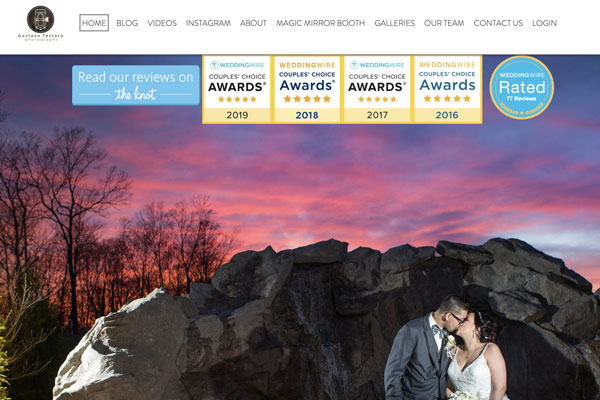 HOME BLOG VIDEOS INSTAGRAM ABOUT MAGIC MIRROR BOOTH GALLERIES OUR TEAM CONTACT US LOGIN
Gustavo Tercero
photography
Read our reviews on
the knot
WEDDINGWIRE
COUPLES' CHOICE
AWARDS®
2019
WEDDINGWIRE
COUPLES' CHOICE
AWARDS®
2018
WEDDINGWIRE
COUPLES' CHOICE
AWARDS®
2017
WEDDINGWIRE
COUPLES' CHOICE
Awards
2016
WEDDINGWIRE
Rated
77 Reviews